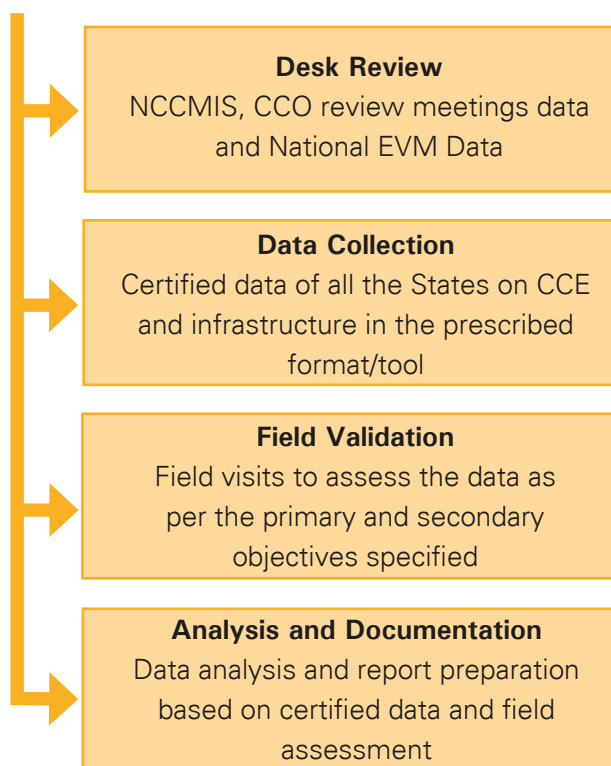 Desk Review
NCCMIS, CCO review meetings data
and National EVM Data
Data Collection
Certified data of all the States on CCE
and infrastructure in the prescribed
format/tool
Field Validation
Field visits to assess the data as
per the primary and secondary
objectives specified
Analysis and Documentation
Data analysis and report preparation
based on certified data and field
assessment